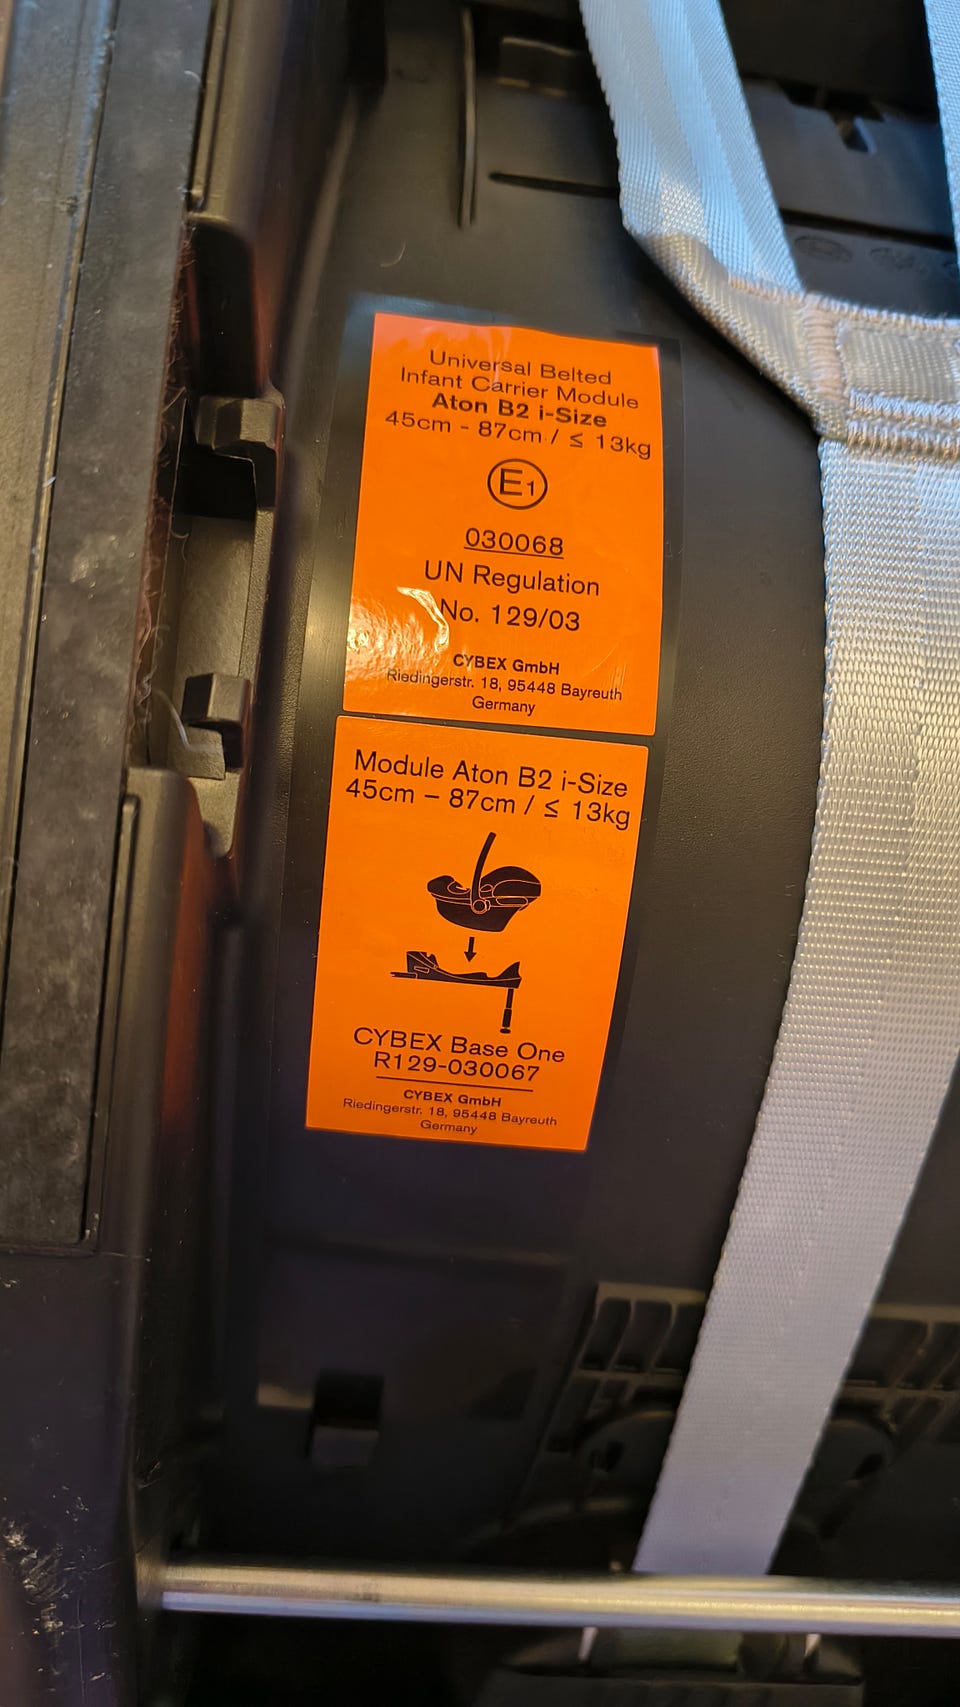 Universal Belted
Infant Carrier Module
Aton B2 i-Size
45cm - 87cm / ≤ 13kg
E1
030068
UN Regulation
No. 129/03
CYBEX GmbH
Riedingerstr. 18, 95448 Bayreuth
Germany
Module Aton B2 i-Size
45cm – 87cm / ≤ 13kg
CYBEX Base One
R129-030067
CYBEX GmbH
Riedingerstr. 18, 95448 Bayreuth
Germany